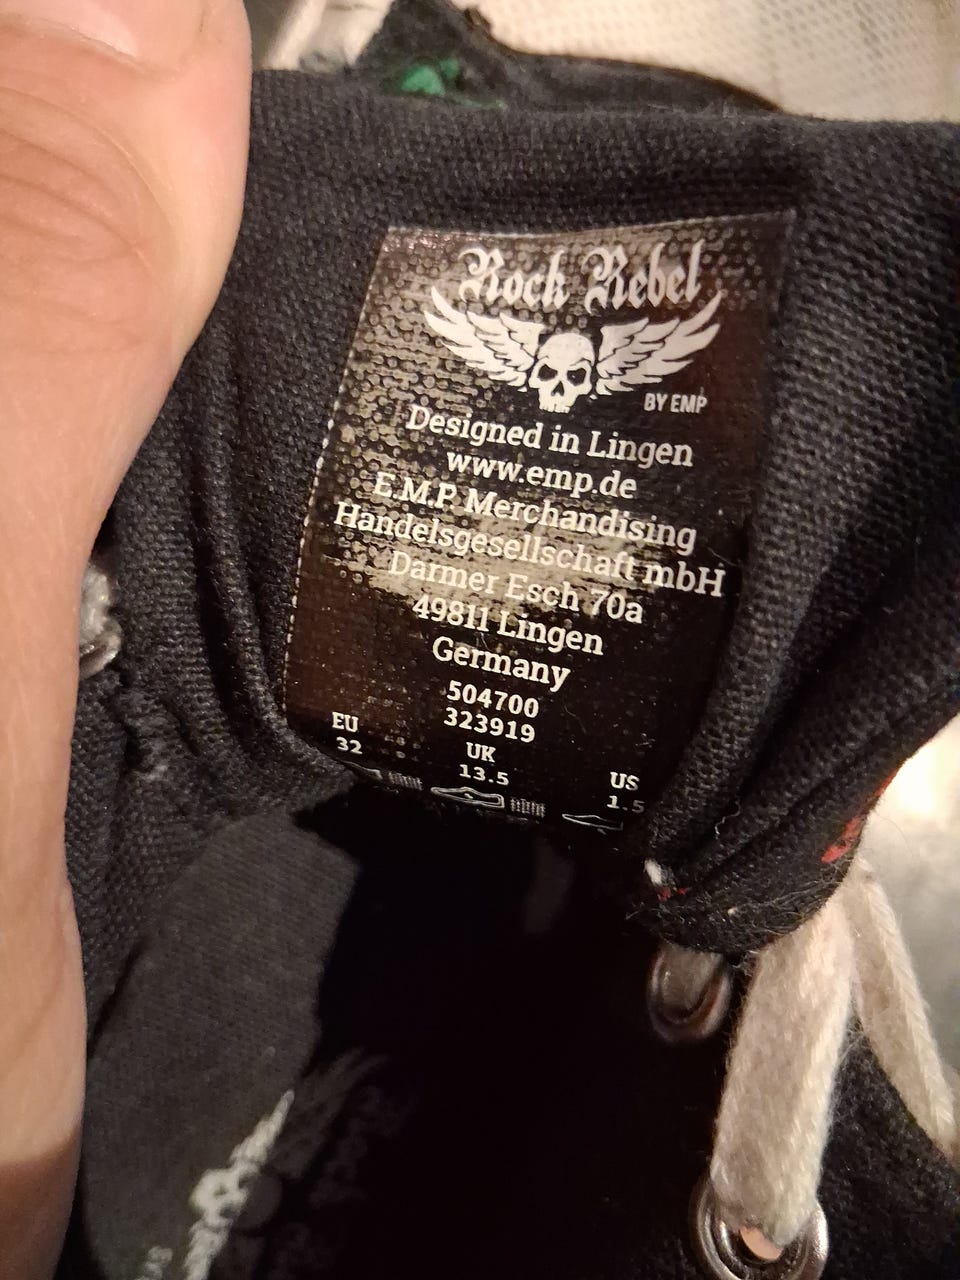 Rock Rebel
BY EMP
Designed in Lingen
www.emp.de
E.M.P. Merchandising
Handelsgesellschaft mbH
Darmer Esch 70a
49811 Lingen
Germany
504700
323919
EU UK US
32 13.5 1.5